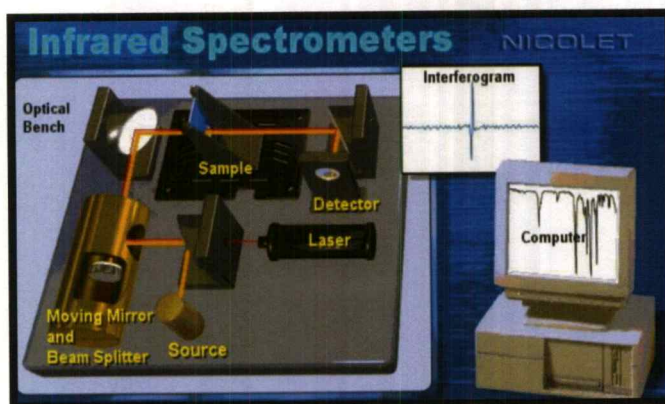 Infrared Spectrometers
NICOLET
Optical
Bench
Interferogram
Sample
Detector
Laser
Computer
Moving Mirror
and
Beam Splitter
Source